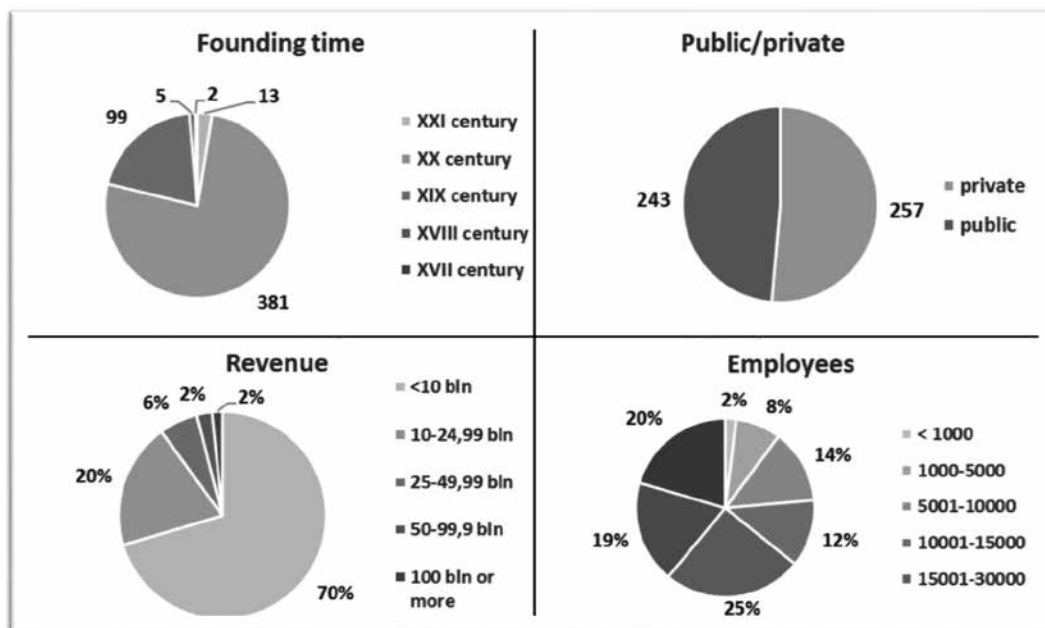 Founding time
5
2
13
99
381
XXI century
XX century
XIX century
XVIII century
XVII century
Public/private
243
257
private
public
Revenue
6%
2%
2%
20%
70%
<10 bln
10-24,99 bln
25-49,99 bln
50-99,9 bln
100 bln or
more
Employees
20%
2%
8%
14%
12%
25%
19%
< 1000
1000-5000
5001-10000
10001-15000
15001-30000